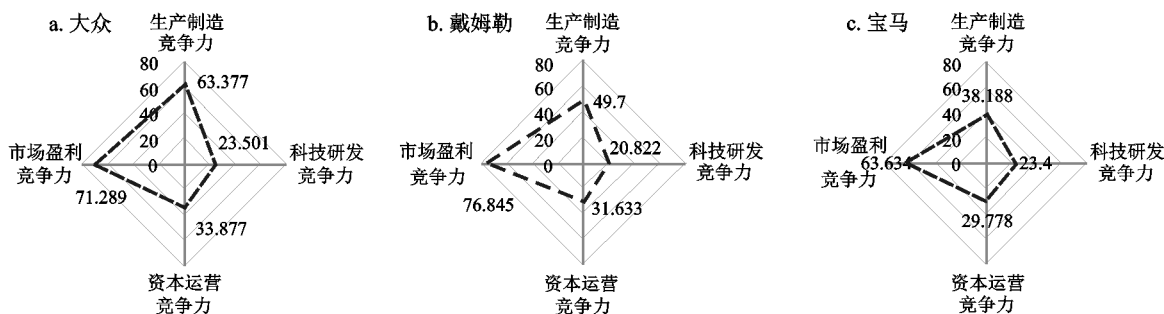 a. 大众
生产制造
竞争力
80
60
40
20
0
63.377
23.501
市场盈利
竞争力
科技研发
竞争力
71.289
33.877
资本运营
竞争力
b. 戴姆勒
生产制造
竞争力
80
60
40
20
0
49.7
20.822
市场盈利
竞争力
科技研发
竞争力
76.845
31.633
资本运营
竞争力
c. 宝马
生产制造
竞争力
80
60
40
20
0
38.188
市场盈利
竞争力
63.634
23.4
科技研发
竞争力
29.778
资本运营
竞争力